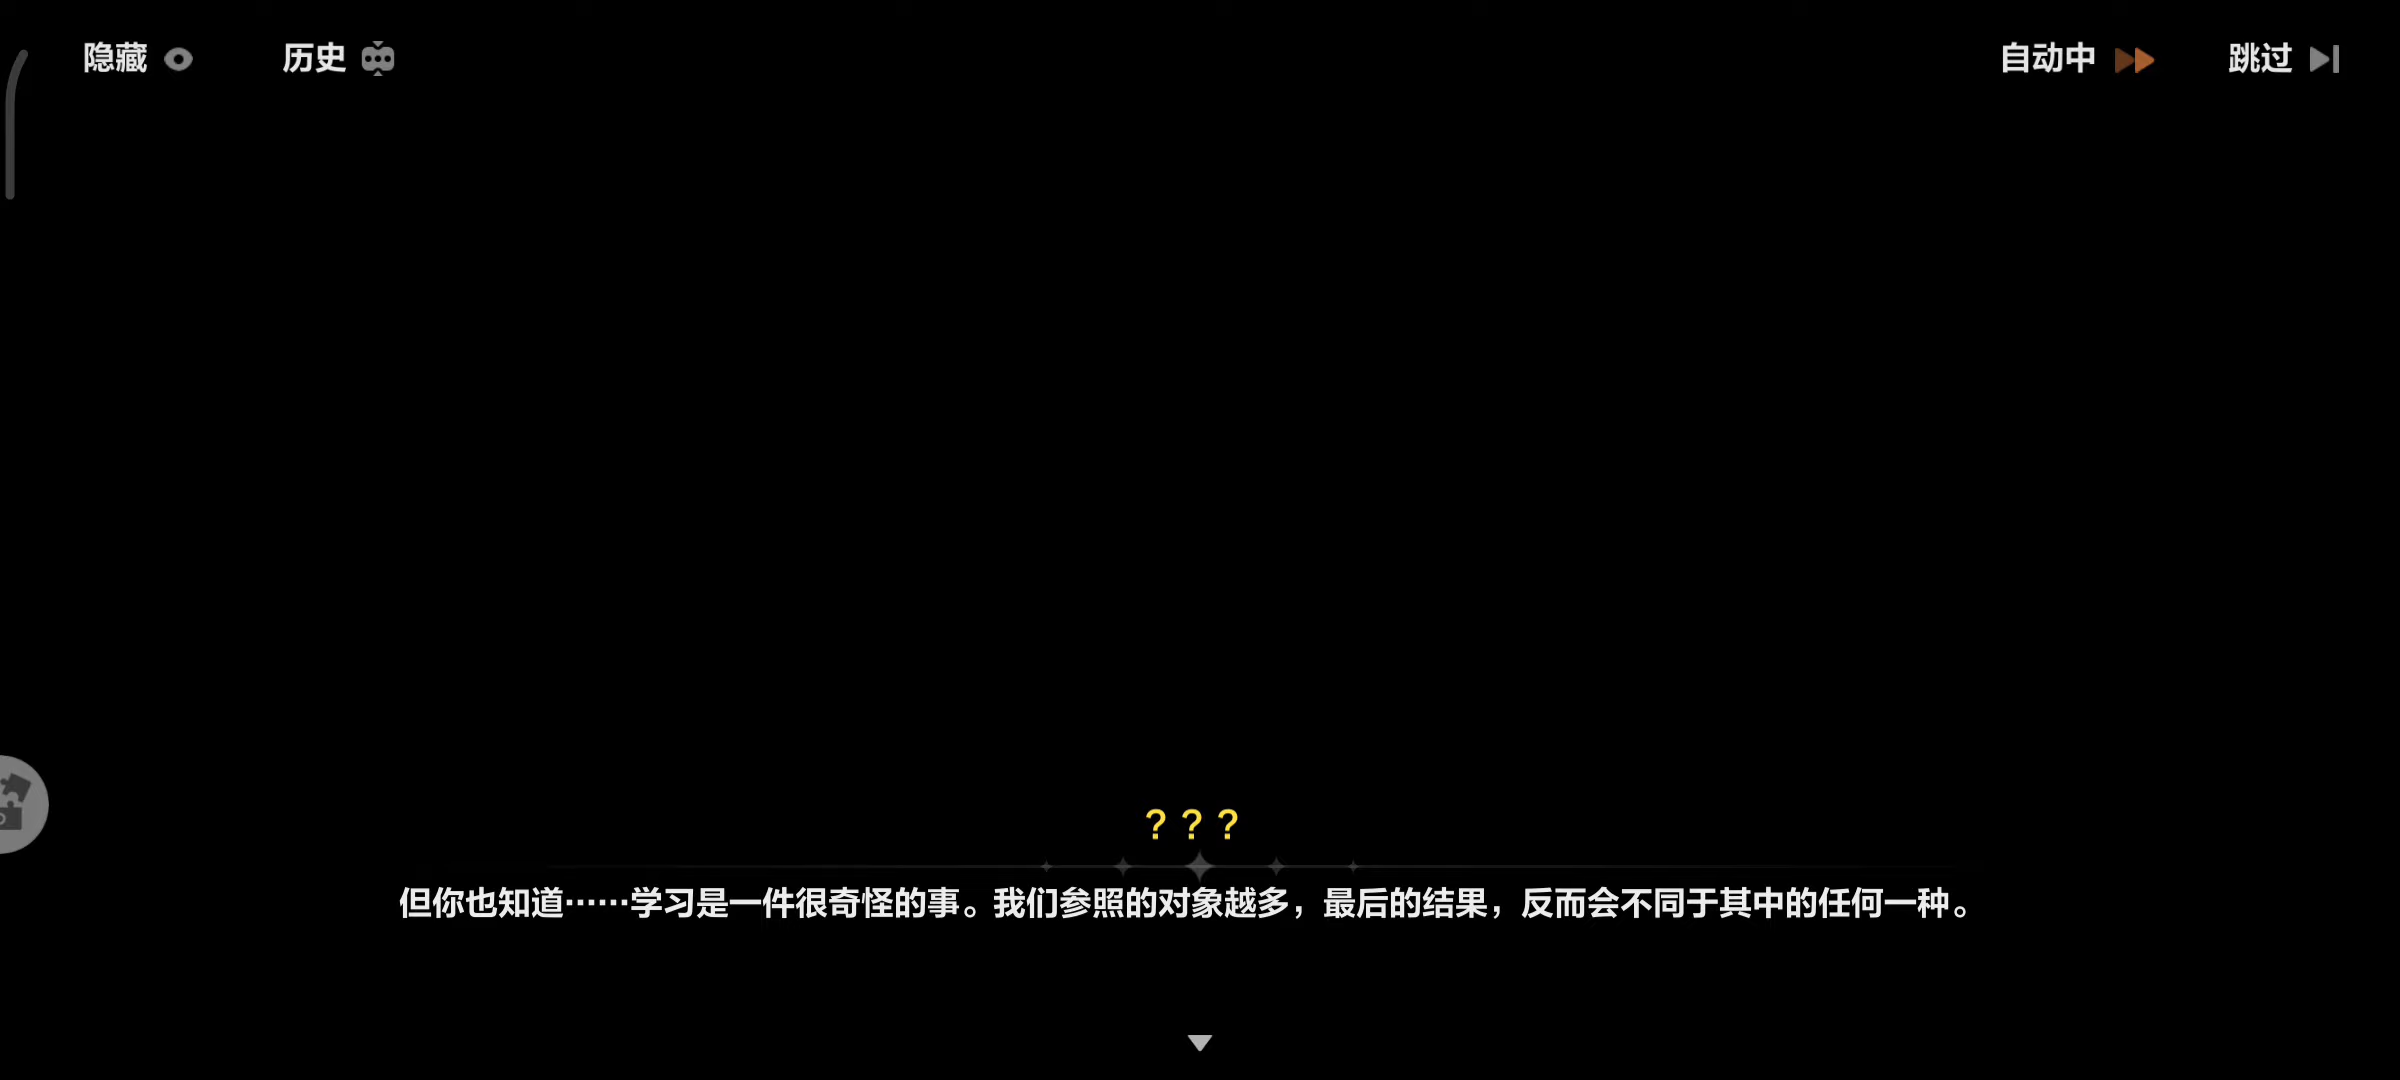 隐藏
历史
自动中
跳过
？？？
但你也知道……学习是一件很奇怪的事。我们参照的对象越多，最后的结果，反而会不同于其中的任何一种。